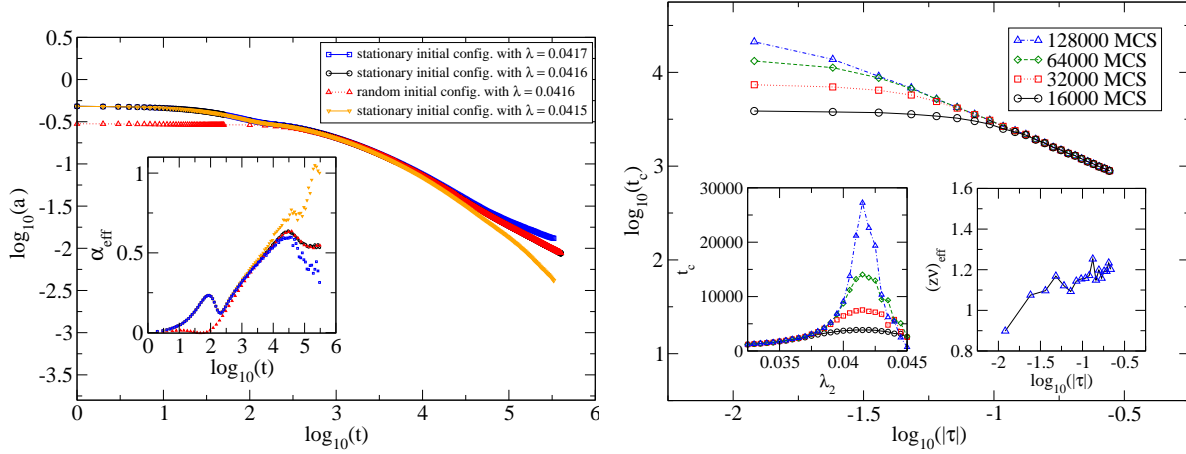 log₁₀(a)
0
-0.5
-1
-1.5
-2
-2.5
-3
-3.5
0
1
2
3
4
5
6
log₁₀(t)
stationary initial config. with λ = 0.0417
stationary initial config. with λ = 0.0416
random initial config. with λ = 0.0416
stationary initial config. with λ = 0.0415
α_eff
1
0.5
0
0 1 2 3 4 5 6
log₁₀(t)
log₁₀(t_c)
5
4
3
2
1
-2
-1.5
-1
-0.5
log₁₀(|τ|)
128000 MCS
64000 MCS
32000 MCS
16000 MCS
t_c
30000
20000
10000
0
0.035 0.04 0.045
λ₂
(zν)_eff
1.6
1.4
1.2
1
0.8
-2 -1.5 -1 -0.5 0
log₁₀(|τ|)